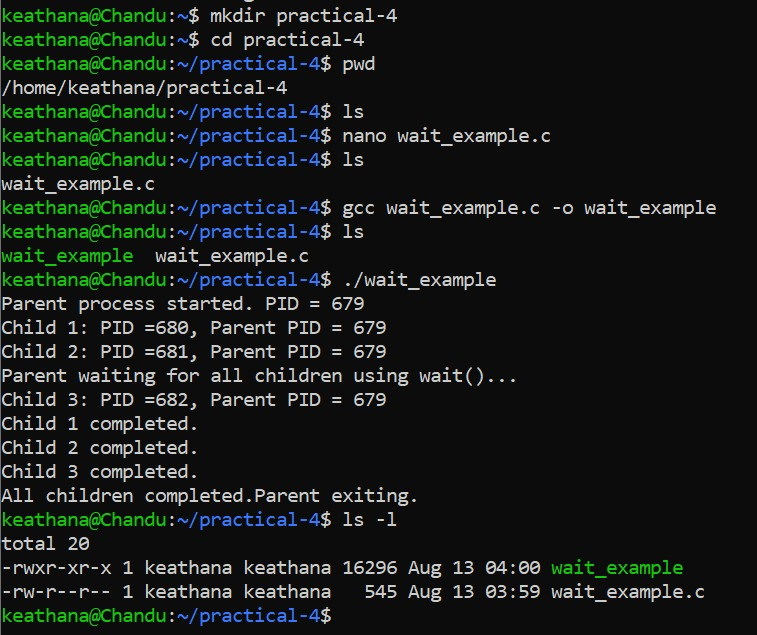 keathana@Chandu:~$ mkdir practical-4
keathana@Chandu:~$ cd practical-4
keathana@Chandu:~/practical-4$ pwd
/home/keathana/practical-4
keathana@Chandu:~/practical-4$ ls
keathana@Chandu:~/practical-4$ nano wait_example.c
keathana@Chandu:~/practical-4$ ls
wait_example.c
keathana@Chandu:~/practical-4$ gcc wait_example.c -o wait_example
keathana@Chandu:~/practical-4$ ls
wait_example  wait_example.c
keathana@Chandu:~/practical-4$ ./wait_example
Parent process started. PID = 679
Child 1: PID =680, Parent PID = 679
Child 2: PID =681, Parent PID = 679
Parent waiting for all children using wait()...
Child 3: PID =682, Parent PID = 679
Child 1 completed.
Child 2 completed.
Child 3 completed.
All children completed.Parent exiting.
keathana@Chandu:~/practical-4$ ls -l
total 20
-rwxr-xr-x 1 keathana keathana 16296 Aug 13 04:00 wait_example
-rw-r--r-- 1 keathana keathana   545 Aug 13 03:59 wait_example.c
keathana@Chandu:~/practical-4$